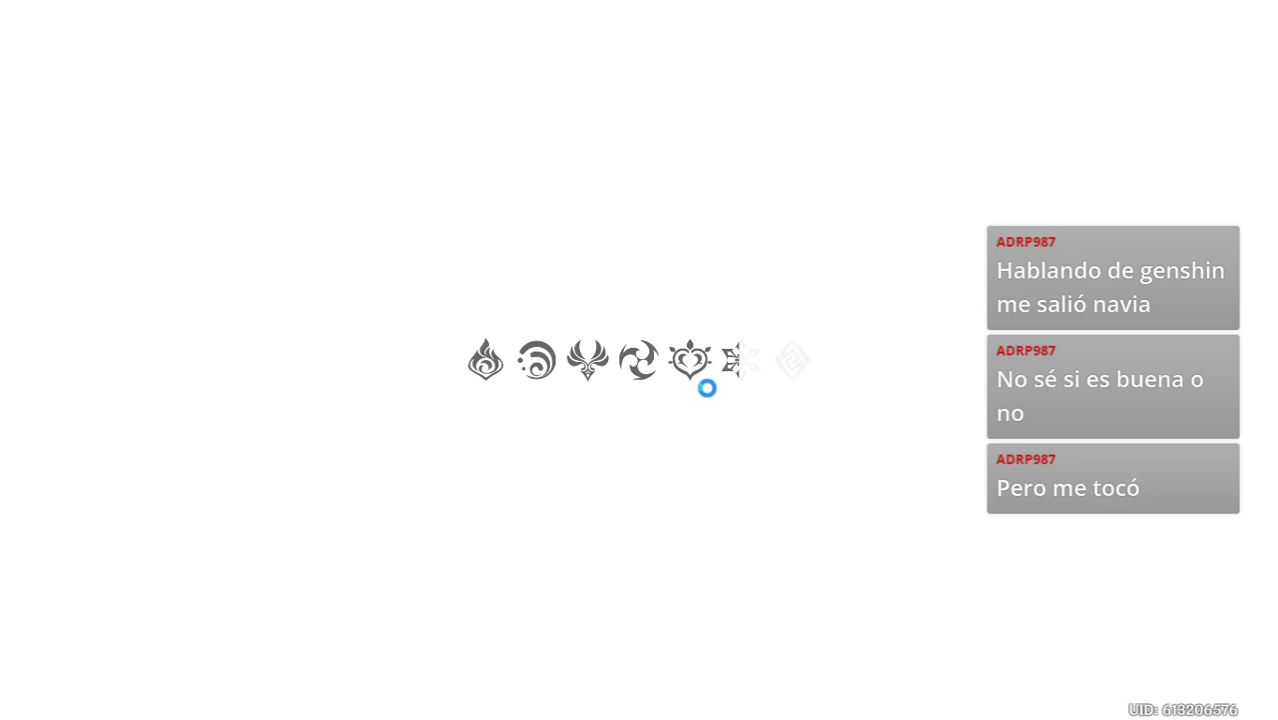 ADRP987
Hablando de genshin
me salió navia
ADRP987
No sé si es buena o
no
ADRP987
Pero me tocó
UID: 613206576